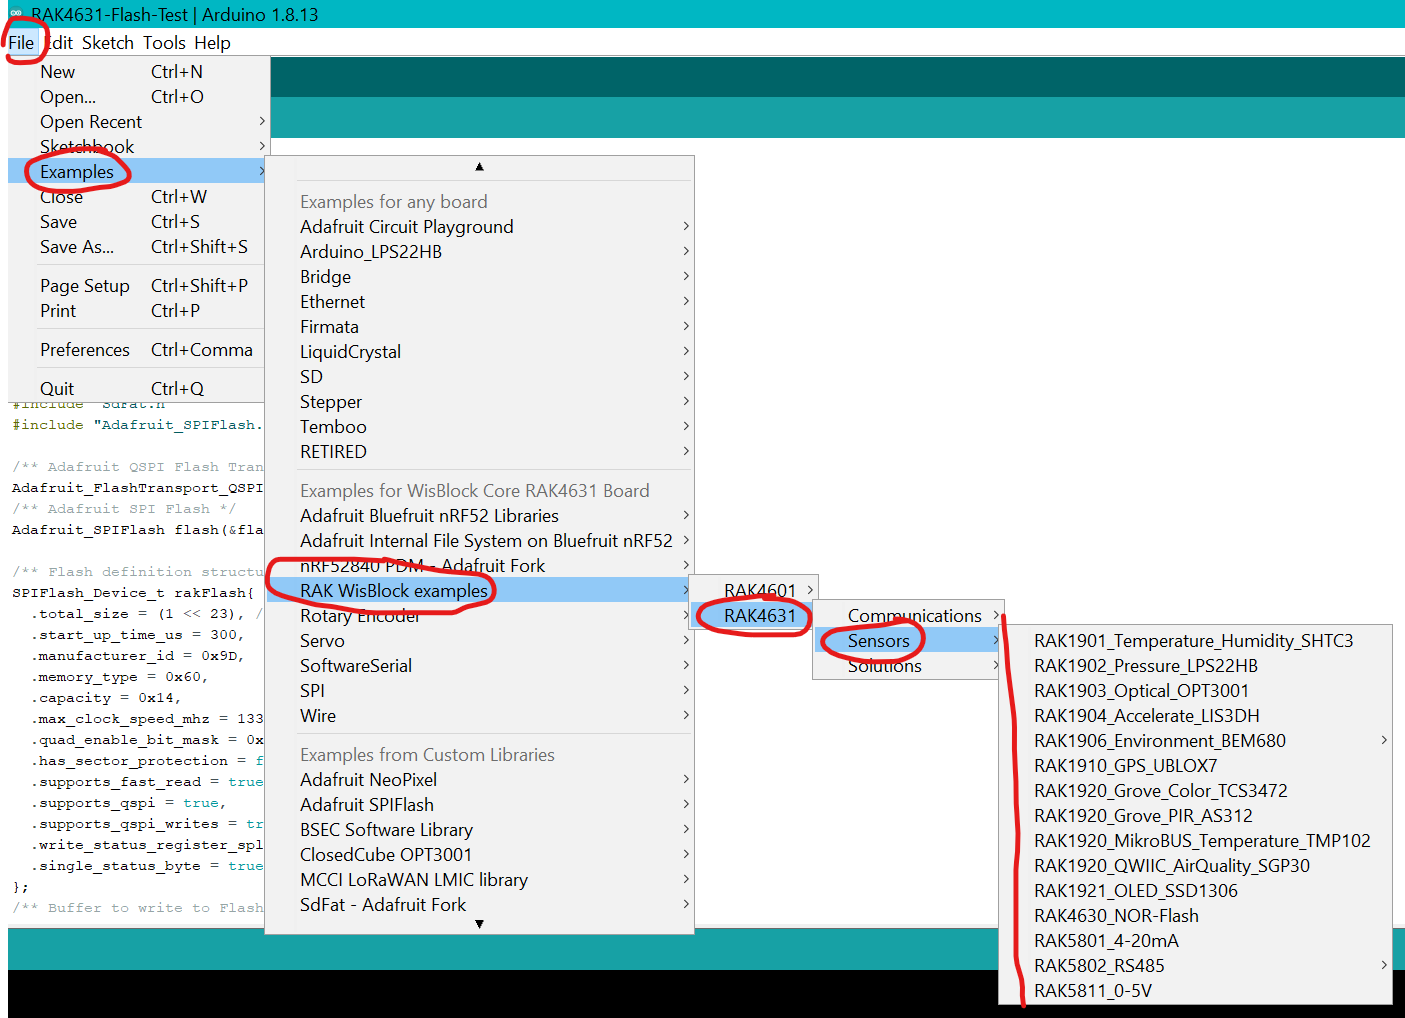 RAK4631-Flash-Test | Arduino 1.8.13
File Edit Sketch Tools Help
New Ctrl+N
Open... Ctrl+O
Open Recent
Sketchbook
Examples
Close Ctrl+W
Save Ctrl+S
Save As... Ctrl+Shift+S
Page Setup Ctrl+Shift+P
Print Ctrl+P
Preferences Ctrl+Comma
Quit Ctrl+Q
#include "SdFat.h"
#include "Adafruit_SPIFlash.
/** Adafruit QSPI Flash Tran
Adafruit_FlashTransport_QSPI
/** Adafruit SPI Flash */
Adafruit_SPIFlash flash(&fla
/** Flash definition structu
SPIFlash_Device_t rakFlash{
.total_size = (1 << 23), /
.start_up_time_us = 300,
.manufacturer_id = 0x9D,
.memory_type = 0x60,
.capacity = 0x14,
.max_clock_speed_mhz = 133
.quad_enable_bit_mask = 0x
.has_sector_protection = f
.supports_fast_read = true
.supports_qspi = true,
.supports_qspi_writes = tr
.write_status_register_spl
.single_status_byte = true
};
/** Buffer to write to Flash
Examples for any board
Adafruit Circuit Playground
Arduino_LPS22HB
Bridge
Ethernet
Firmata
LiquidCrystal
SD
Stepper
Temboo
RETIRED
Examples for WisBlock Core RAK4631 Board
Adafruit Bluefruit nRF52 Libraries
Adafruit Internal File System on Bluefruit nRF52
nRF52840 PDM - Adafruit Fork
RAK WisBlock examples
Rotary Encoder
Servo
SoftwareSerial
SPI
Wire
Examples from Custom Libraries
Adafruit NeoPixel
Adafruit SPIFlash
BSEC Software Library
ClosedCube OPT3001
MCCI LoRaWAN LMIC library
SdFat - Adafruit Fork
RAK4601
RAK4631
Communications
Sensors
Solutions
RAK1901_Temperature_Humidity_SHTC3
RAK1902_Pressure_LPS22HB
RAK1903_Optical_OPT3001
RAK1904_Accelerate_LIS3DH
RAK1906_Environment_BEM680
RAK1910_GPS_UBLOX7
RAK1920_Grove_Color_TCS3472
RAK1920_Grove_PIR_AS312
RAK1920_MikroBUS_Temperature_TMP102
RAK1920_QWIIC_AirQuality_SGP30
RAK1921_OLED_SSD1306
RAK4630_NOR-Flash
RAK5801_4-20mA
RAK5802_RS485
RAK5811_0-5V